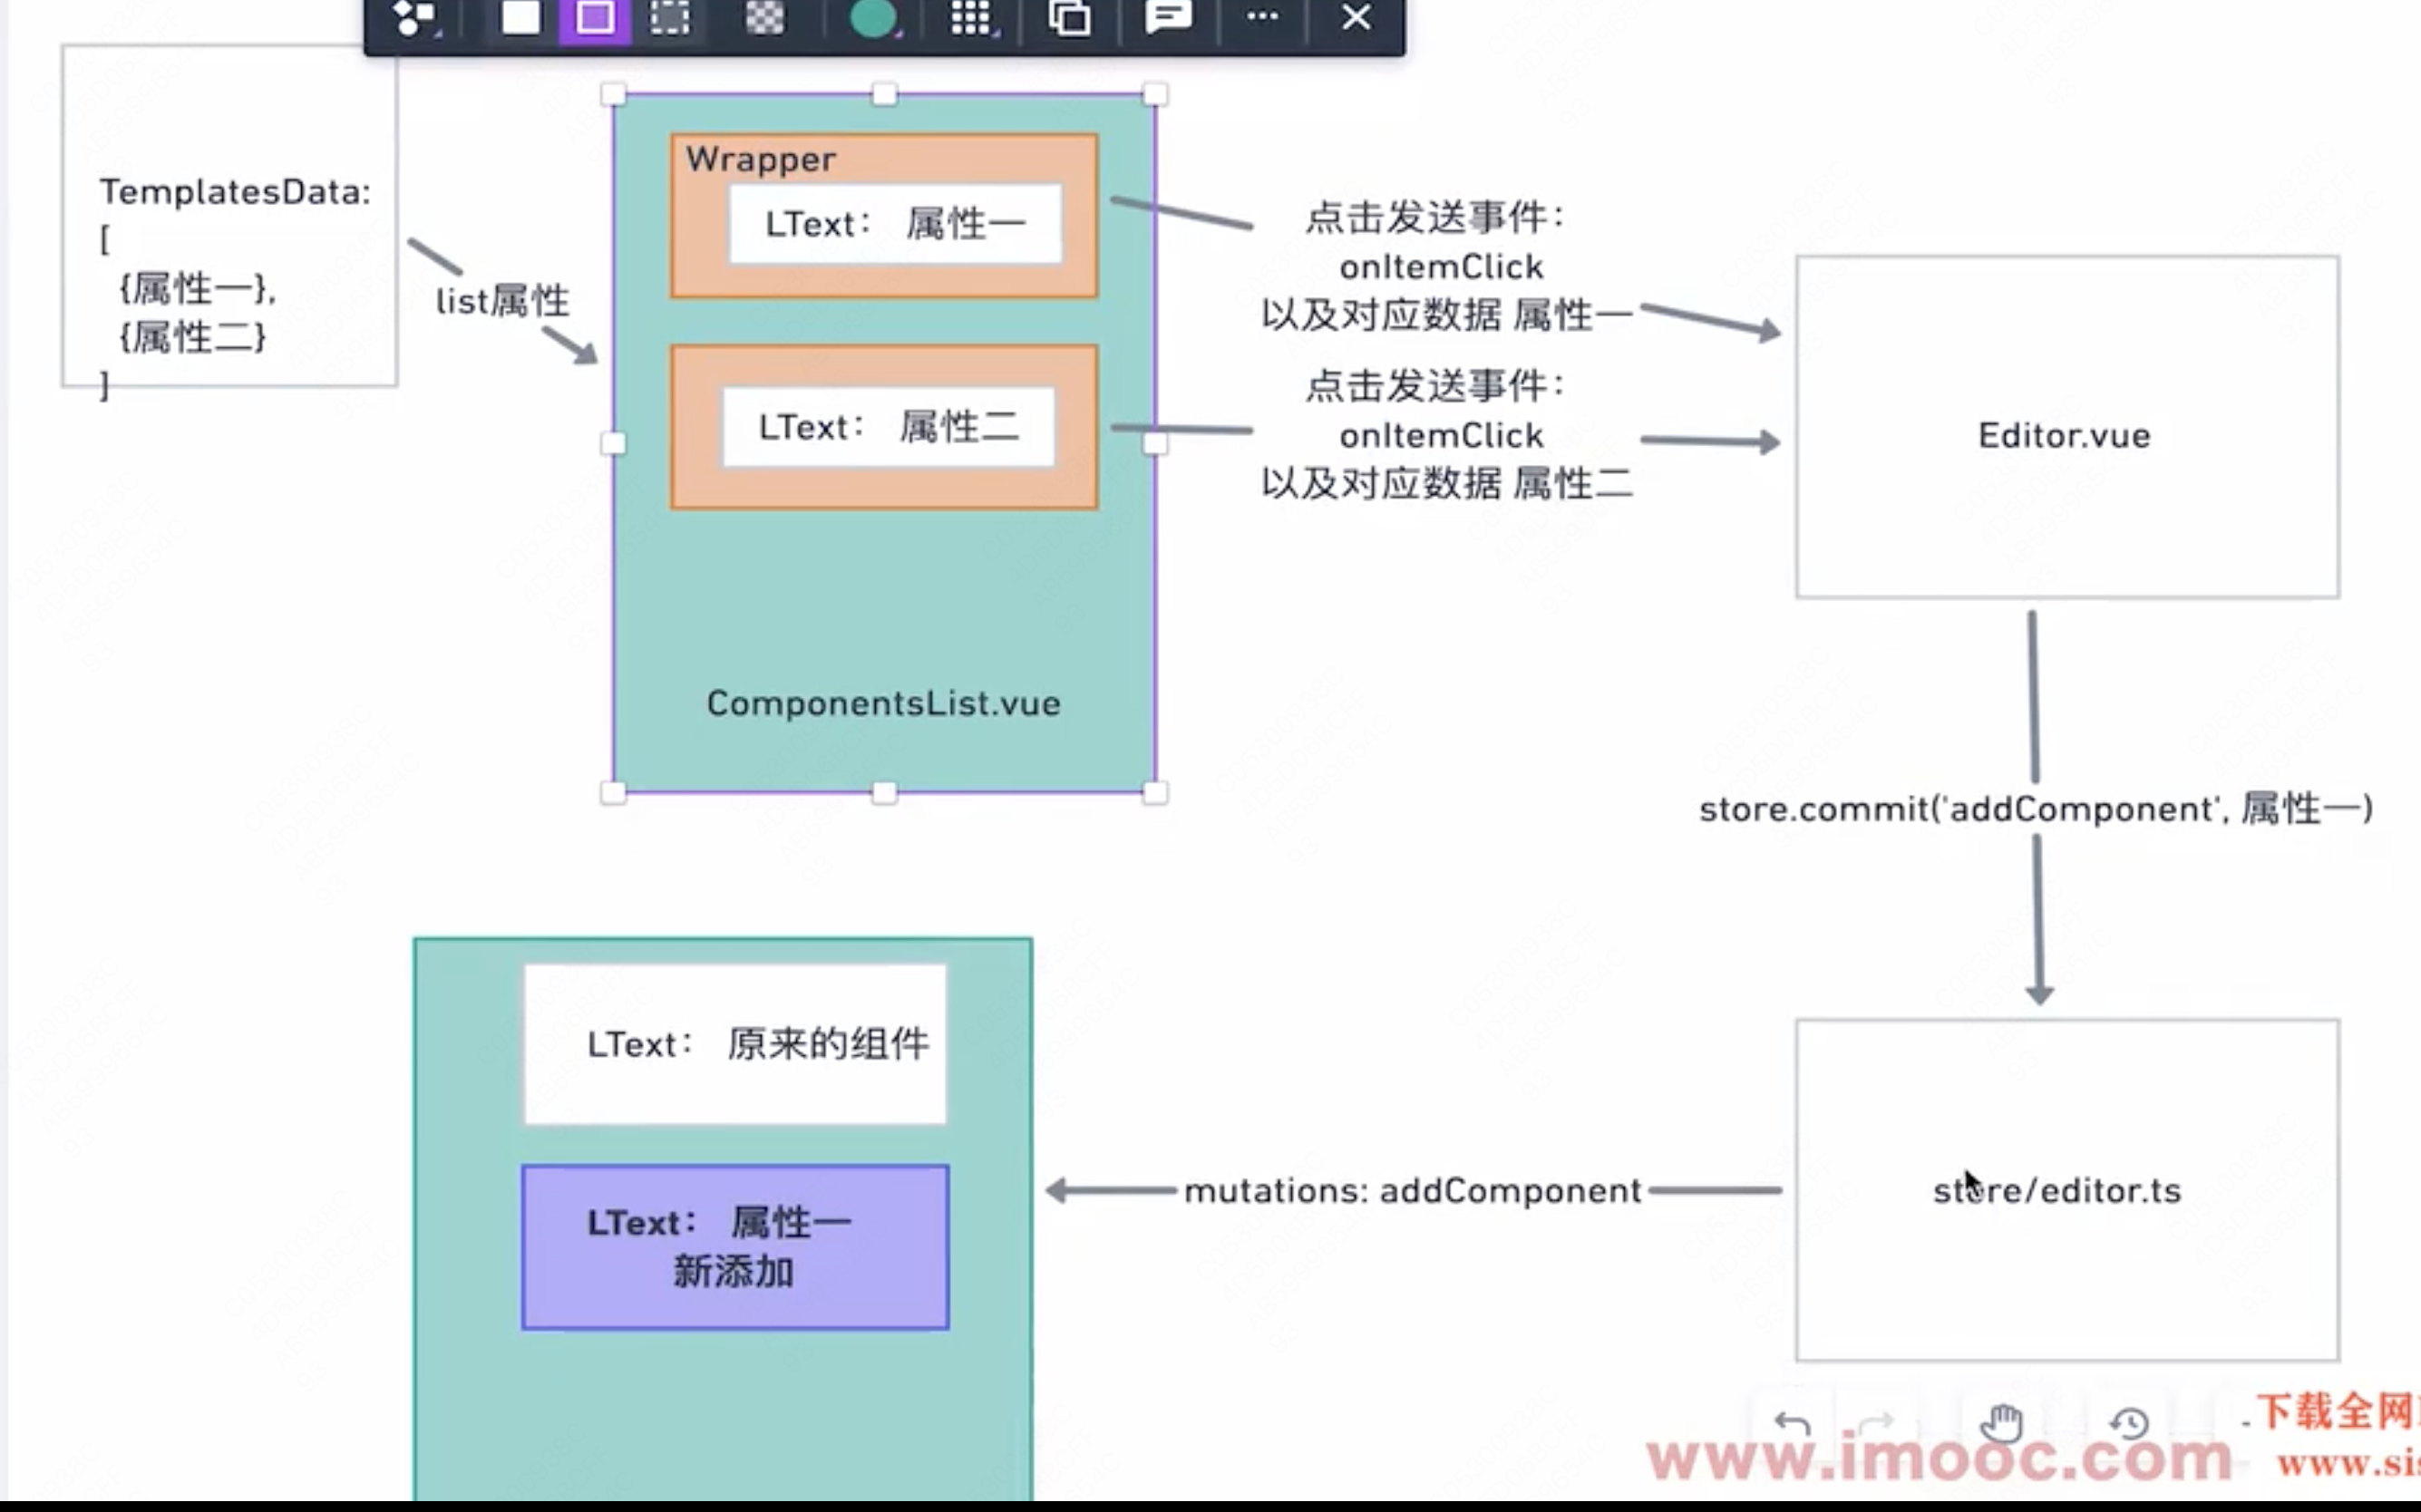 TemplatesData:
[
{属性一},
{属性二}
]
list属性
Wrapper
LText： 属性一
LText： 属性二
ComponentsList.vue
点击发送事件：
onItemClick
以及对应数据 属性一
点击发送事件：
onItemClick
以及对应数据 属性二
Editor.vue
store.commit('addComponent', 属性一)
store/editor.ts
mutations: addComponent
LText： 原来的组件
LText： 属性一
新添加
下载全网
www.imooc.com
www.sis